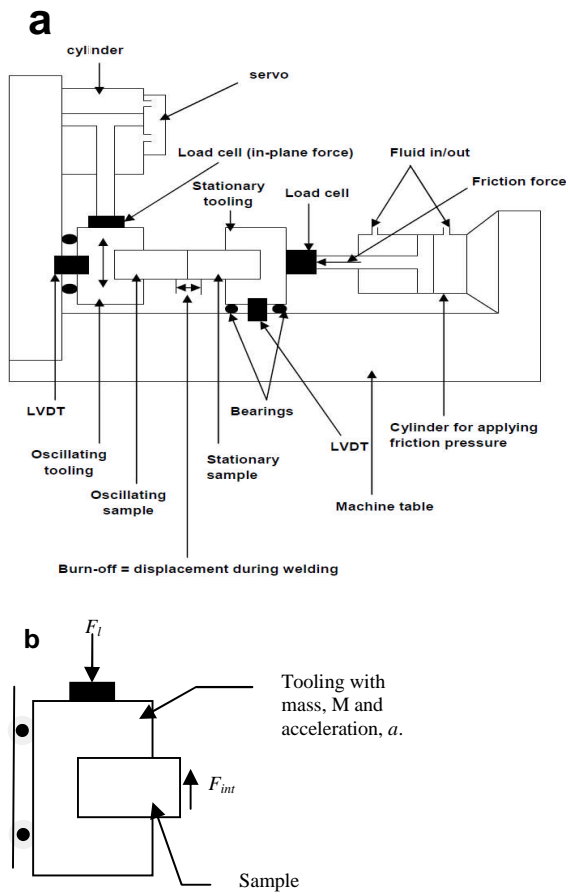 a
cylinder
servo
Load cell (in-plane force)
Stationary
tooling
Load cell
Fluid in/out
Friction force
LVDT
Oscillating
tooling
Oscillating
sample
Stationary
sample
Bearings
LVDT
Cylinder for applying
friction pressure
Machine table
Burn-off = displacement during welding
b
Fl
Tooling with
mass, M and
acceleration, a.
Fint
Sample